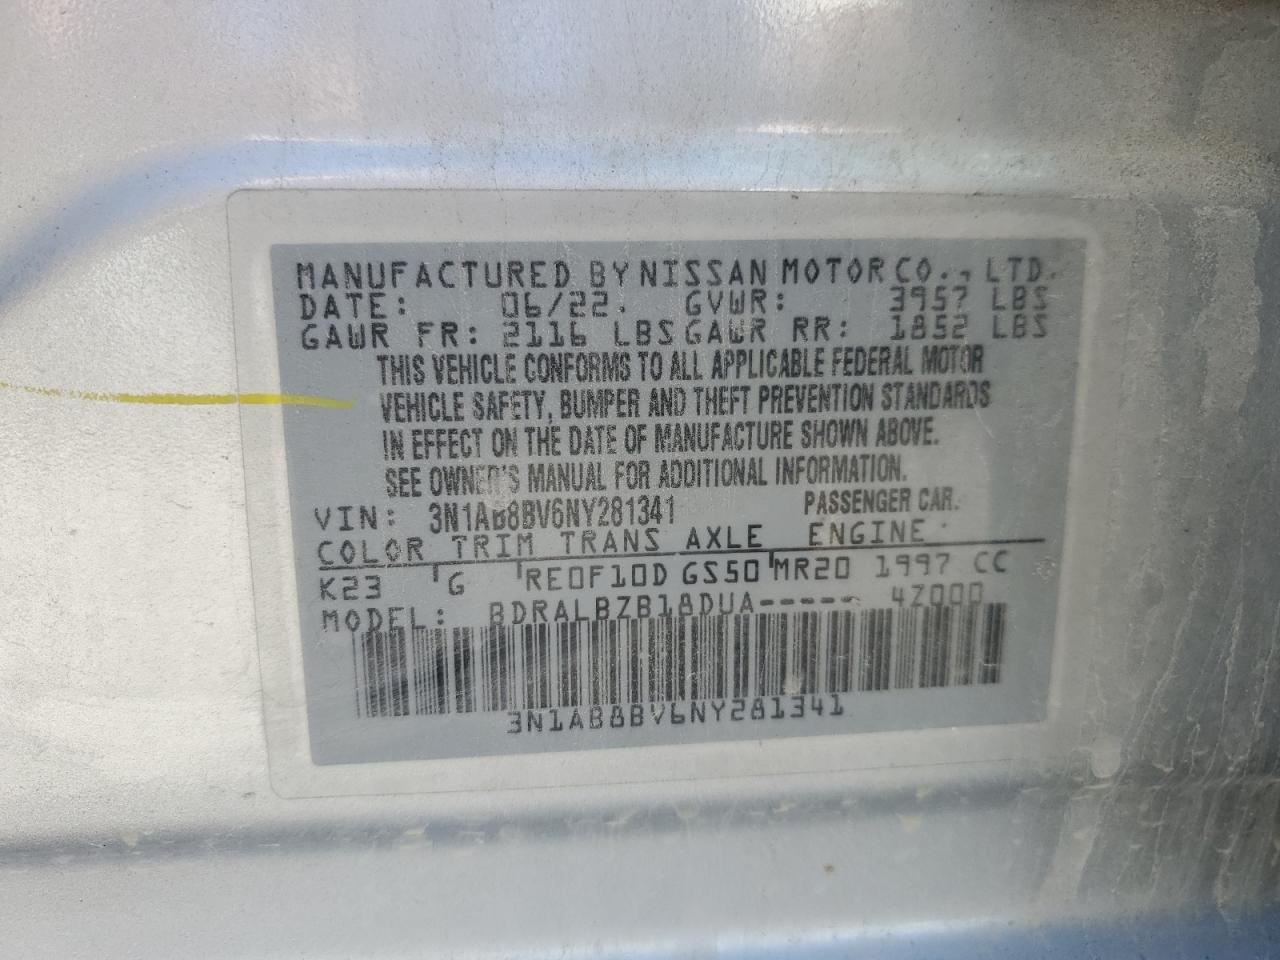 MANUFACTURED BY NISSAN MOTOR CO., LTD.
DATE: 06/22. GVWR: 3957 LBS
GAWR FR: 2116 LBS GAWR RR: 1852 LBS
THIS VEHICLE CONFORMS TO ALL APPLICABLE FEDERAL MOTOR
VEHICLE SAFETY, BUMPER AND THEFT PREVENTION STANDARDS
IN EFFECT ON THE DATE OF MANUFACTURE SHOWN ABOVE.
SEE OWNER'S MANUAL FOR ADDITIONAL INFORMATION.
VIN: 3N1AB8BV6NY281341 PASSENGER CAR.
COLOR TRIM TRANS AXLE ENGINE
K23 G RE0F10D GS50 MR20 1997 CC
MODEL: BDRALBZB18DUA----- 4Z000
3N1AB8BV6NY281341